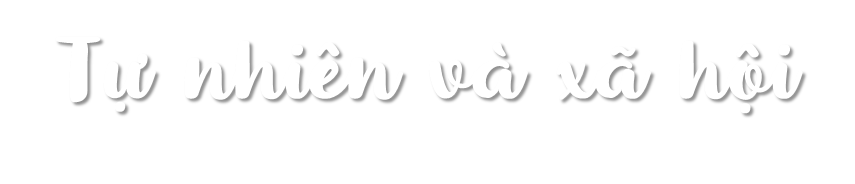 Tự nhiên và xã hội